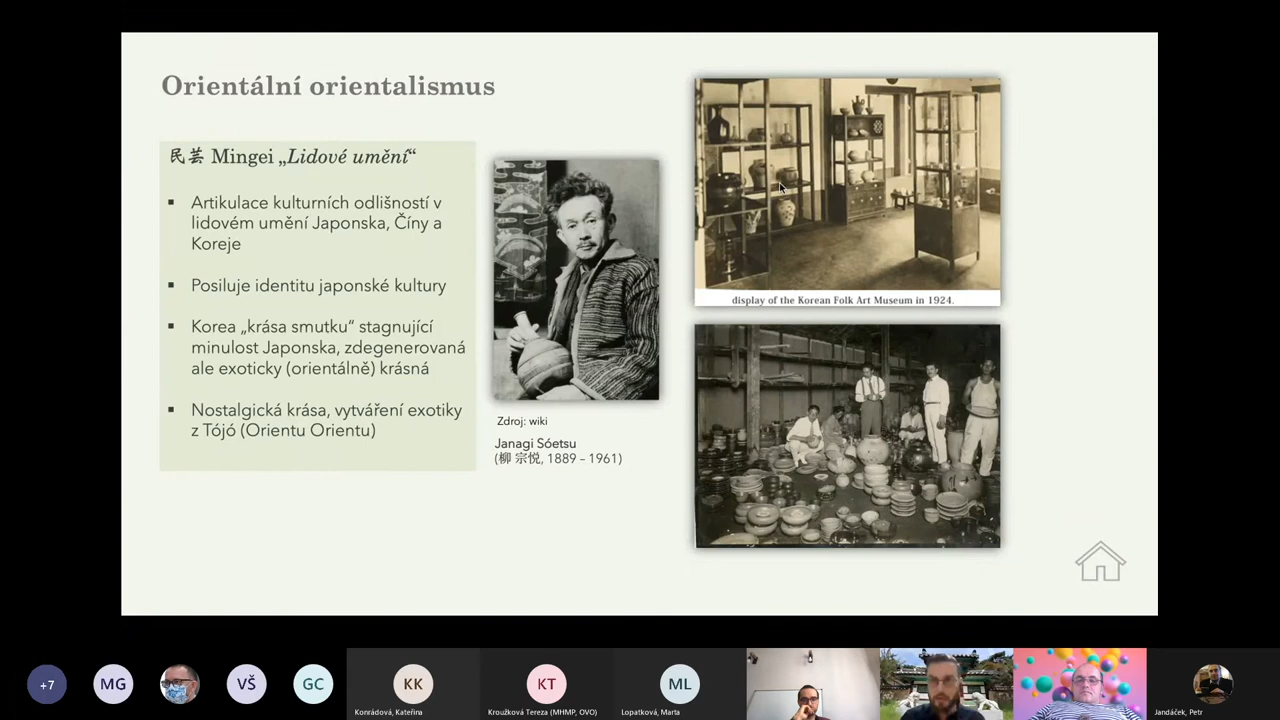 Orientální orientalismus
民芸 Mingei „Lidové umění“
▪ Artikulace kulturních odlišností v
lidovém umění Japonska, Číny a
Koreje
▪ Posiluje identitu japonské kultury
▪ Korea „krása smutku“ stagnující
minulost Japonska, zdegenerovaná
ale exoticky (orientálně) krásná
▪ Nostalgická krása, vytváření exotiky
z Tójó (Orientu Orientu)
Zdroj: wiki
Janagi Sóetsu
(柳 宗悦, 1889 – 1961)
display of the Korean Folk Art Museum in 1924.
+7
MG
VŠ
GC
KK
Konrádová, Kateřina
KT
Kroužková Tereza (MHMP, OVO)
ML
Lopatková, Marta
Jandáček, Petr